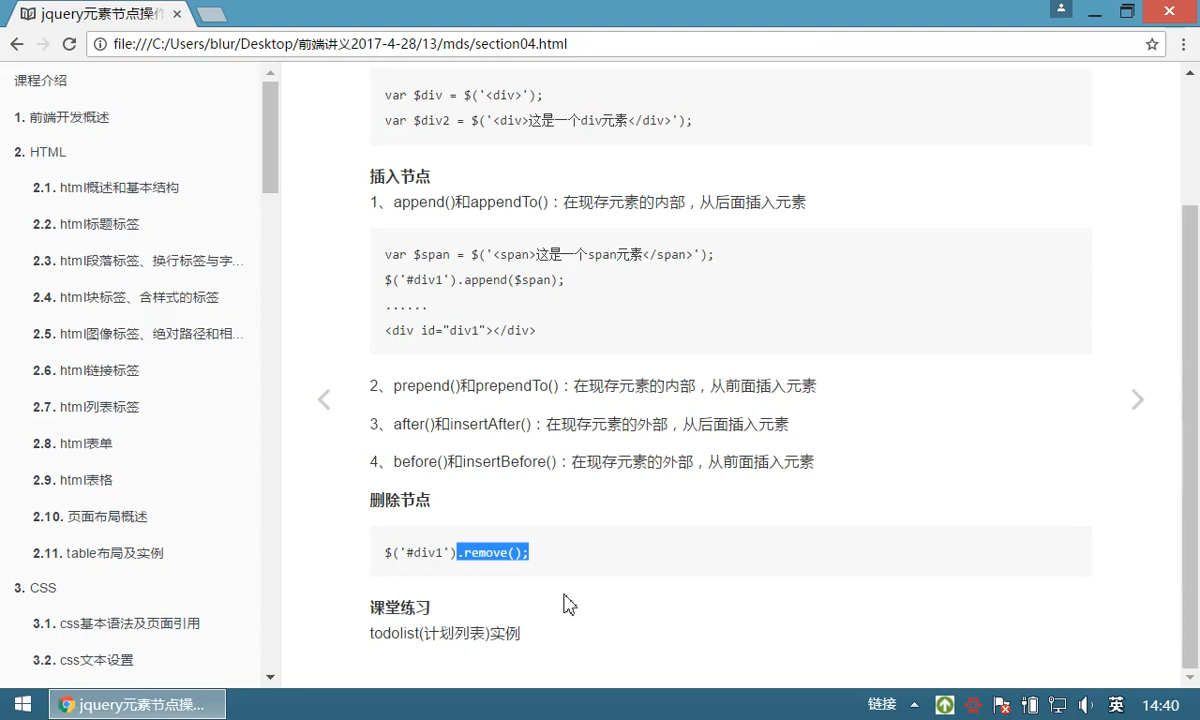 jquery元素节点操作
file:///C:/Users/blur/Desktop/前端讲义2017-4-28/13/mds/section04.html
课程介绍
1. 前端开发概述
2. HTML
2.1. html概述和基本结构
2.2. html标题标签
2.3. html段落标签、换行标签与字...
2.4. html块标签、含样式的标签
2.5. html图像标签、绝对路径和相...
2.6. html链接标签
2.7. html列表标签
2.8. html表单
2.9. html表格
2.10. 页面布局概述
2.11. table布局及实例
3. CSS
3.1. css基本语法及页面引用
3.2. css文本设置
var $div = $('<div>');
var $div2 = $('<div>这是一个div元素</div>');
插入节点
1、append()和appendTo()：在现存元素的内部，从后面插入元素
var $span = $('<span>这是一个span元素</span>');
$('#div1').append($span);
......
<div id="div1"></div>
2、prepend()和prependTo()：在现存元素的内部，从前面插入元素
3、after()和insertAfter()：在现存元素的外部，从后面插入元素
4、before()和insertBefore()：在现存元素的外部，从前面插入元素
删除节点
$('#div1').remove();
课堂练习
todolist(计划列表)实例
jquery元素节点操...
链接
英
14:40